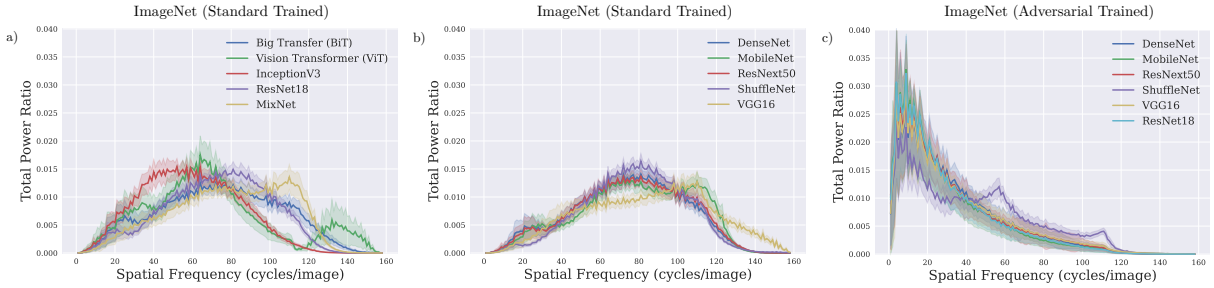 ImageNet (Standard Trained)
a)
0.040
0.035
0.030
0.025
0.020
0.015
0.010
0.005
0.000
Total Power Ratio
Big Transfer (BiT)
Vision Transformer (ViT)
InceptionV3
ResNet18
MixNet
0 20 40 60 80 100 120 140 160
Spatial Frequency (cycles/image)
ImageNet (Standard Trained)
b)
0.040
0.035
0.030
0.025
0.020
0.015
0.010
0.005
0.000
Total Power Ratio
DenseNet
MobileNet
ResNext50
ShuffleNet
VGG16
0 20 40 60 80 100 120 140 160
Spatial Frequency (cycles/image)
ImageNet (Adversarial Trained)
c)
0.040
0.035
0.030
0.025
0.020
0.015
0.010
0.005
0.000
Total Power Ratio
DenseNet
MobileNet
ResNext50
ShuffleNet
VGG16
ResNet18
0 20 40 60 80 100 120 140 160
Spatial Frequency (cycles/image)